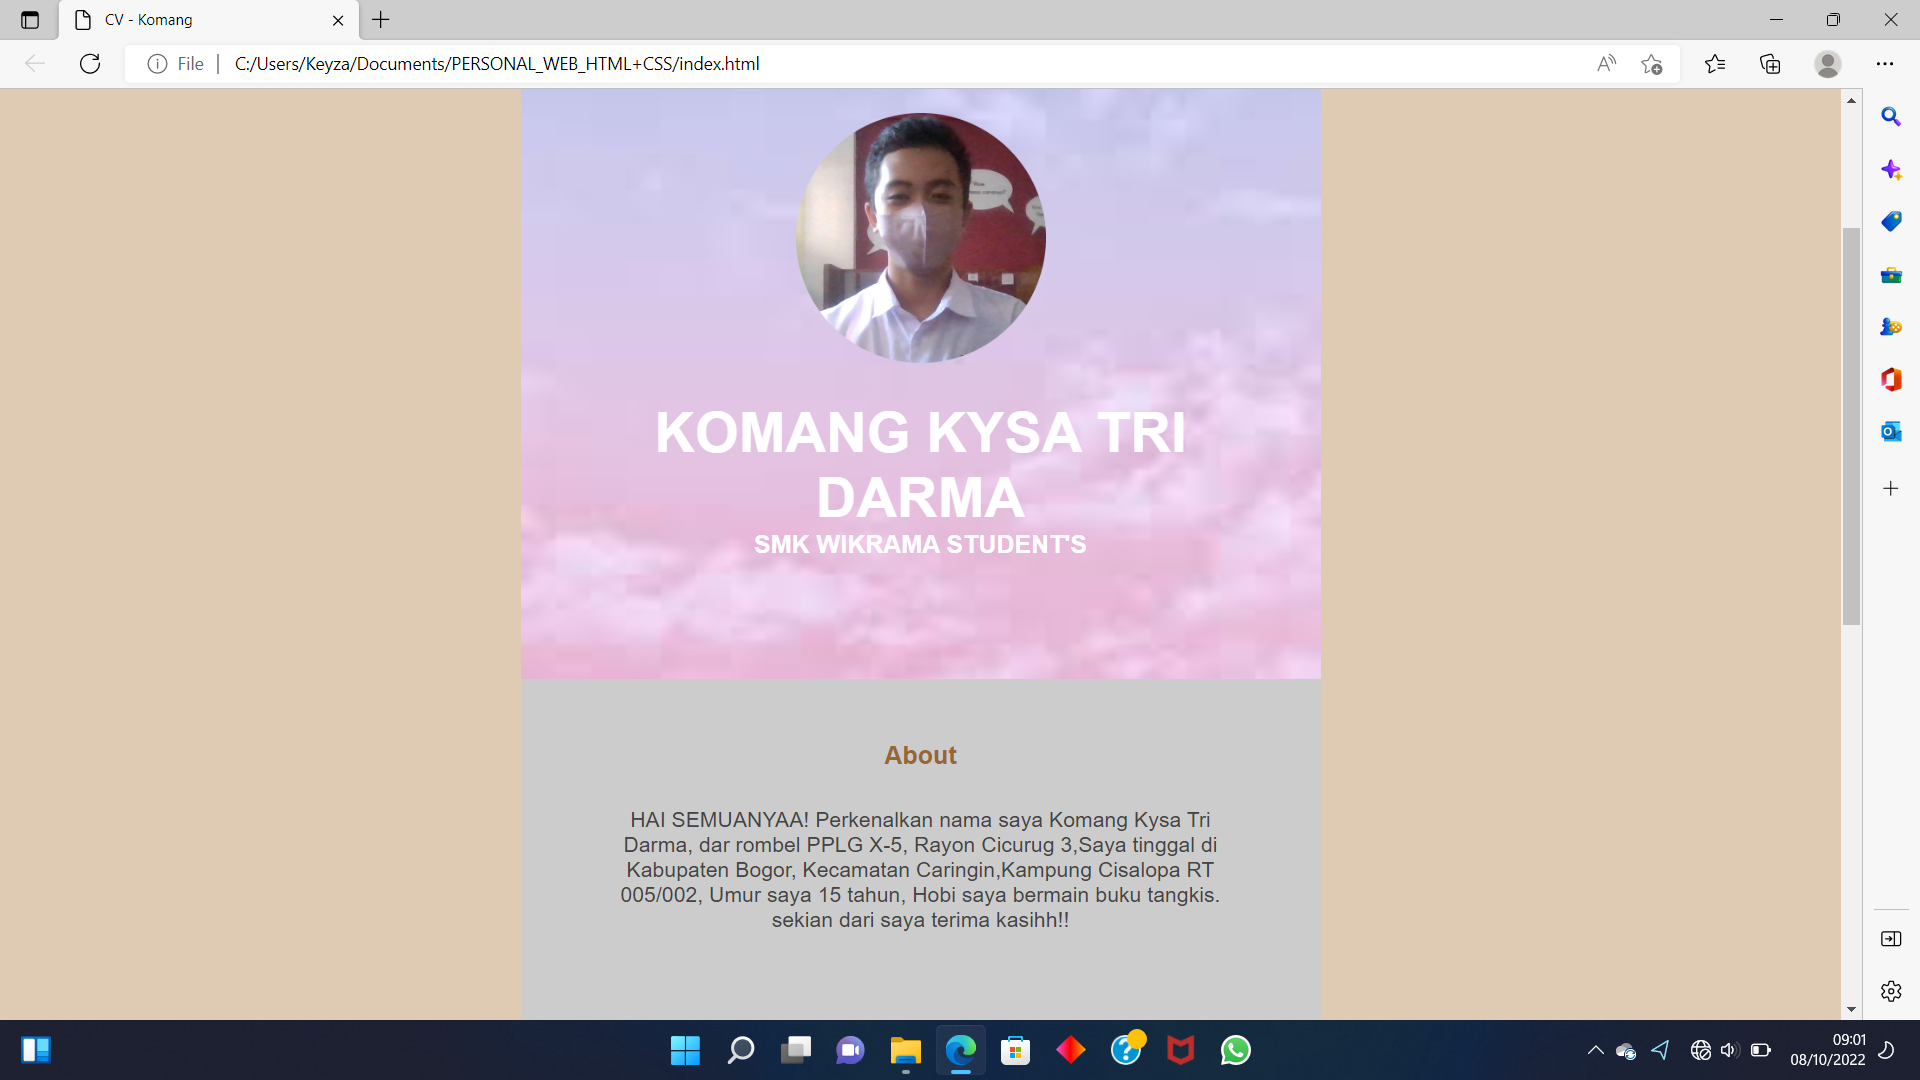 CV - Komang
File
C:/Users/Keyza/Documents/PERSONAL_WEB_HTML+CSS/index.html
KOMANG KYSA TRI
DARMA
SMK WIKRAMA STUDENT'S
About
HAI SEMUANYAA! Perkenalkan nama saya Komang Kysa Tri
Darma, dar rombel PPLG X-5, Rayon Cicurug 3,Saya tinggal di
Kabupaten Bogor, Kecamatan Caringin,Kampung Cisalopa RT
005/002, Umur saya 15 tahun, Hobi saya bermain buku tangkis.
sekian dari saya terima kasihh!!
09:01
08/10/2022